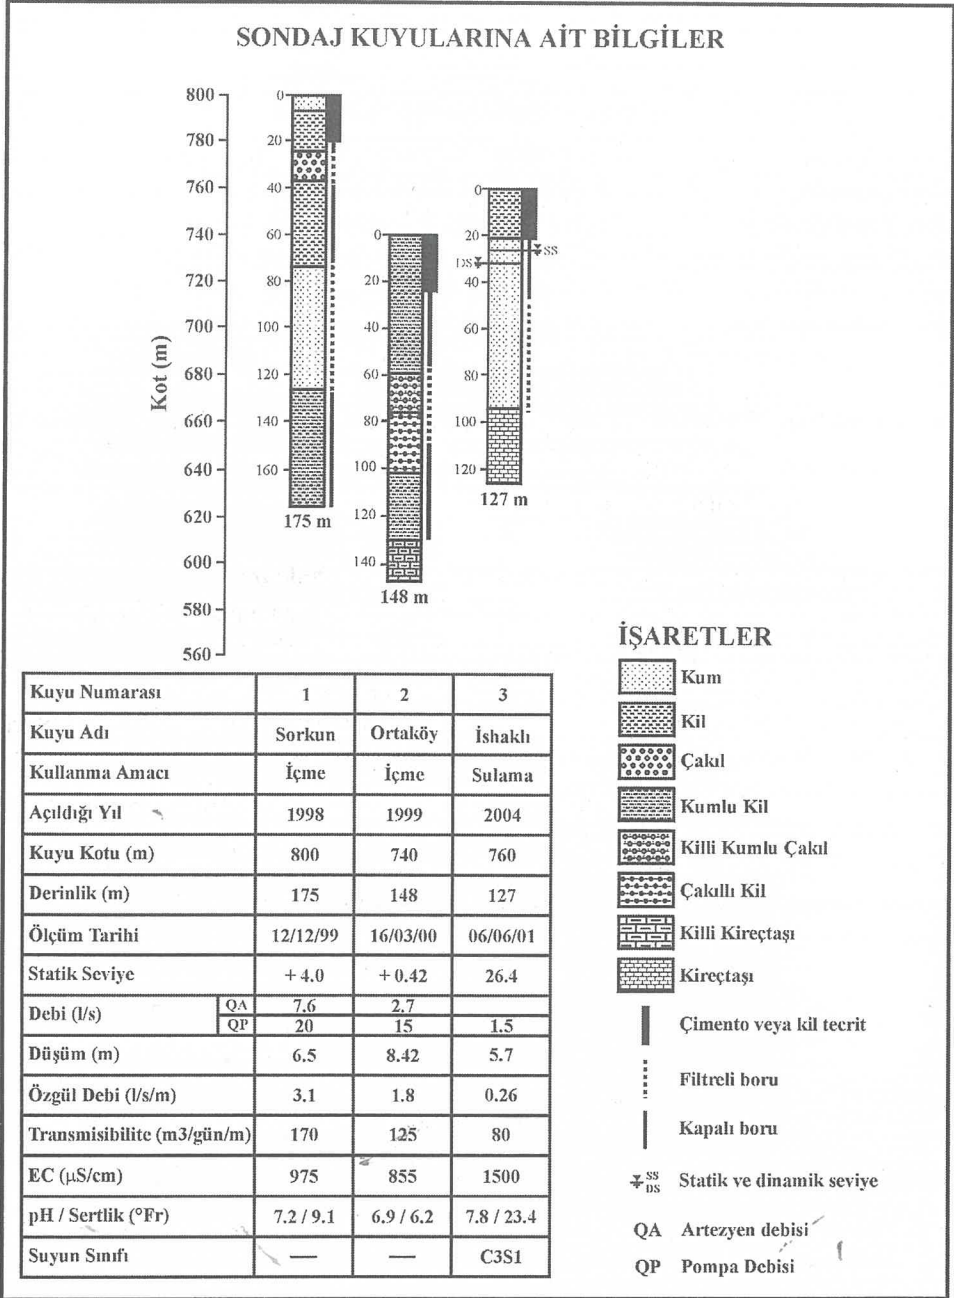 SONDAJ KUYULARINA AİT BİLGİLER
Kot (m)
800
780
760
740
720
700
680
660
640
620
600
580
560
0
20
40
60
80
100
120
140
160
175 m
0
20
40
60
80
100
120
140
148 m
0
20
SS
DS
40
60
80
100
120
127 m
Kuyu Numarası 1 2 3
Kuyu Adı Sorkun Ortaköy İshaklı
Kullanma Amacı İçme İçme Sulama
Açıldığı Yıl 1998 1999 2004
Kuyu Kotu (m) 800 740 760
Derinlik (m) 175 148 127
Ölçüm Tarihi 12/12/99 16/03/00 06/06/01
Statik Seviye +4.0 +0.42 26.4
Debi (l/s) QA 7.6 2.7
QP 20 15 1.5
Düşüm (m) 6.5 8.42 5.7
Özgül Debi (l/s/m) 3.1 1.8 0.26
Transmisibilite (m3/gün/m) 170 125 80
EC (µS/cm) 975 855 1500
pH / Sertlik (°Fr) 7.2 / 9.1 6.9 / 6.2 7.8 / 23.4
Suyun Sınıfı — — C3S1
İŞARETLER
Kum
Kil
Çakıl
Kumlu Kil
Killi Kumlu Çakıl
Çakıllı Kil
Killi Kireçtaşı
Kireçtaşı
Çimento veya kil tecrit
Filtreli boru
Kapalı boru
SS
DS Statik ve dinamik seviye
QA Artezyen debisi
QP Pompa Debisi